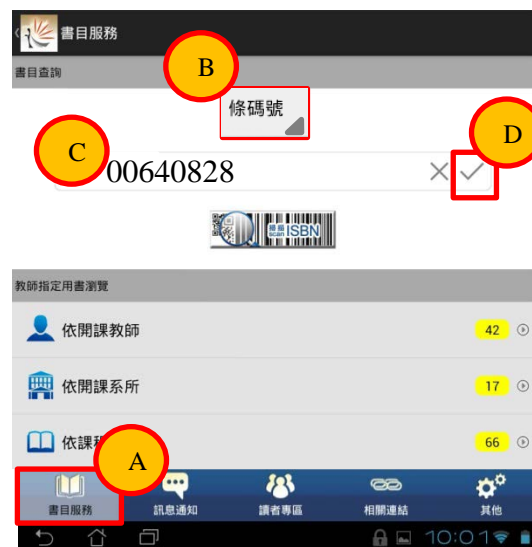 書目服務
書目查詢
B
條碼號
C
00640828
D
掃描
scan ISBN
教師指定用書瀏覽
依開課教師 42
依開課系所 17
依課 66
A
書目服務 訊息通知 讀者專區 相關連結 其他
10:01